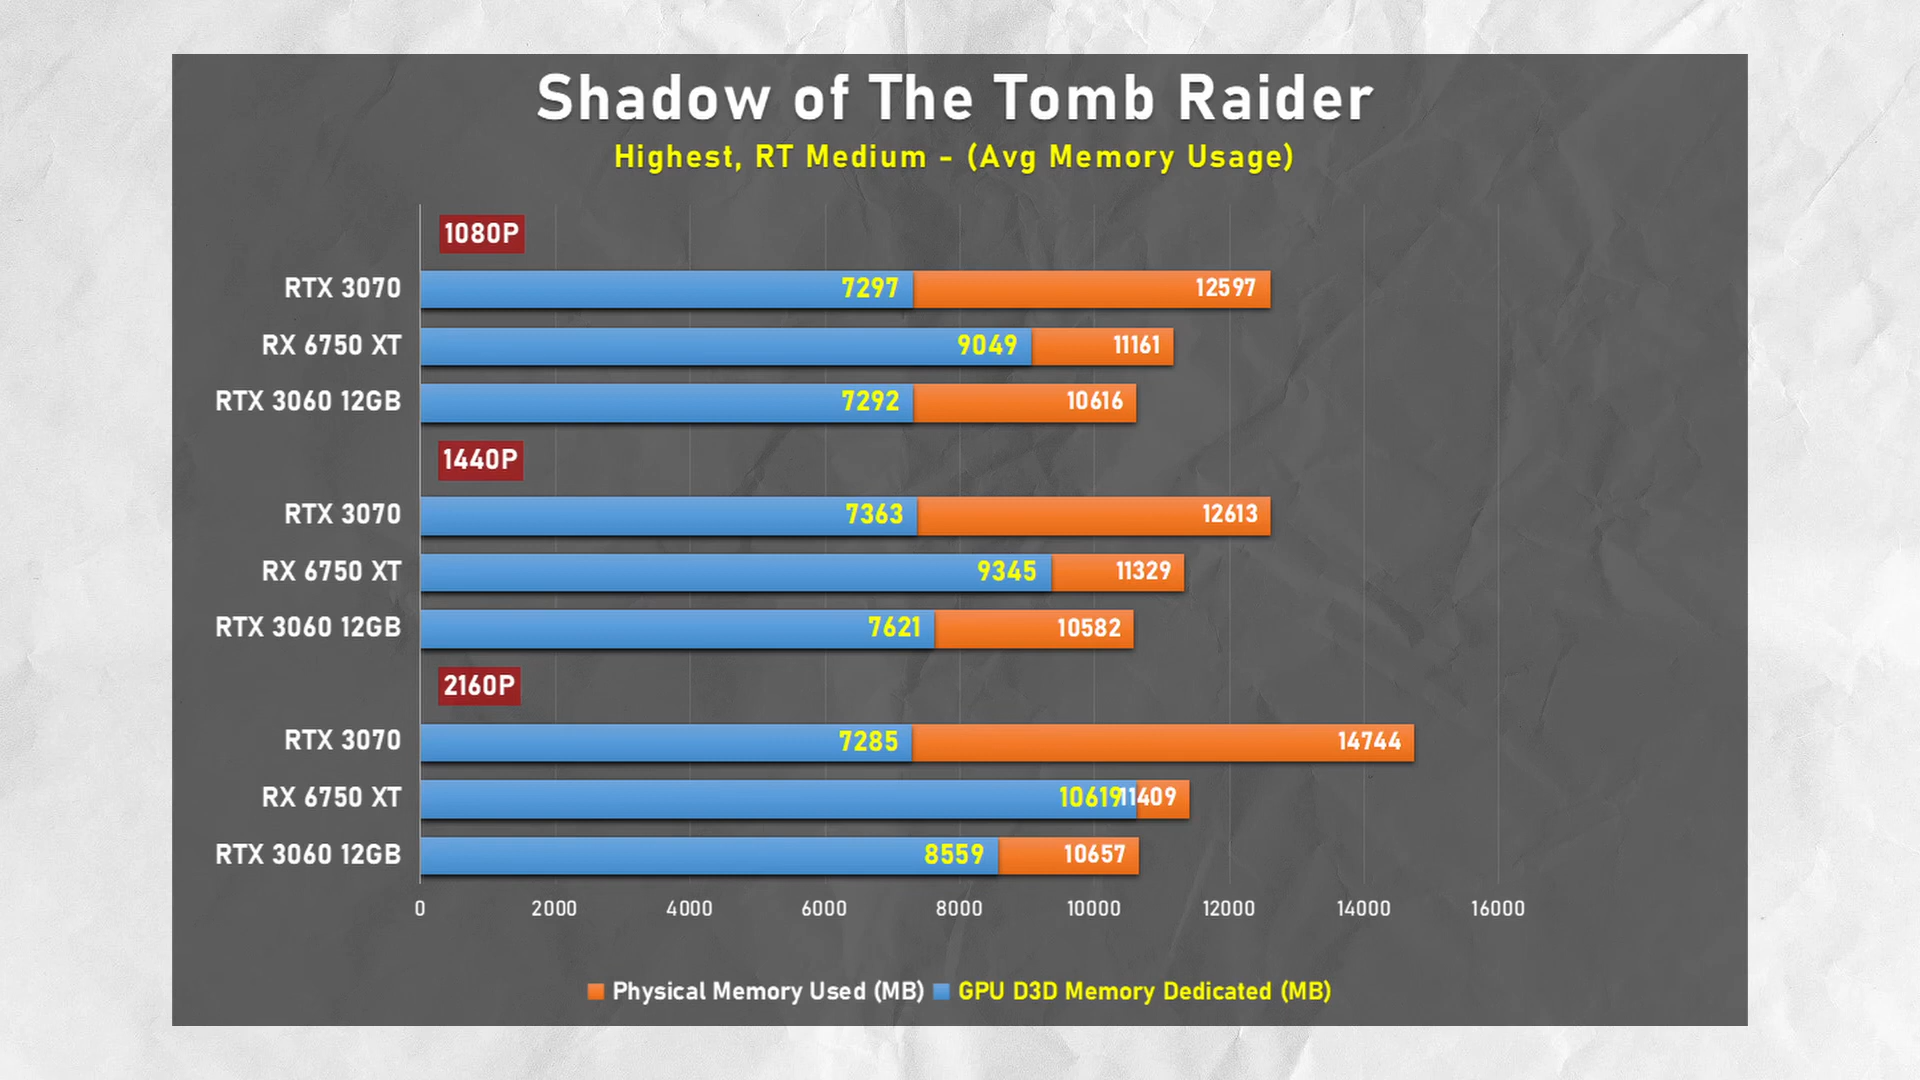 Shadow of The Tomb Raider
Highest, RT Medium - (Avg Memory Usage)
1080P
RTX 3070 7297 12597
RX 6750 XT 9049 11161
RTX 3060 12GB 7292 10616
1440P
RTX 3070 7363 12613
RX 6750 XT 9345 11329
RTX 3060 12GB 7621 10582
2160P
RTX 3070 7285 14744
RX 6750 XT 10619 11409
RTX 3060 12GB 8559 10657
0 2000 4000 6000 8000 10000 12000 14000 16000
Physical Memory Used (MB) GPU D3D Memory Dedicated (MB)